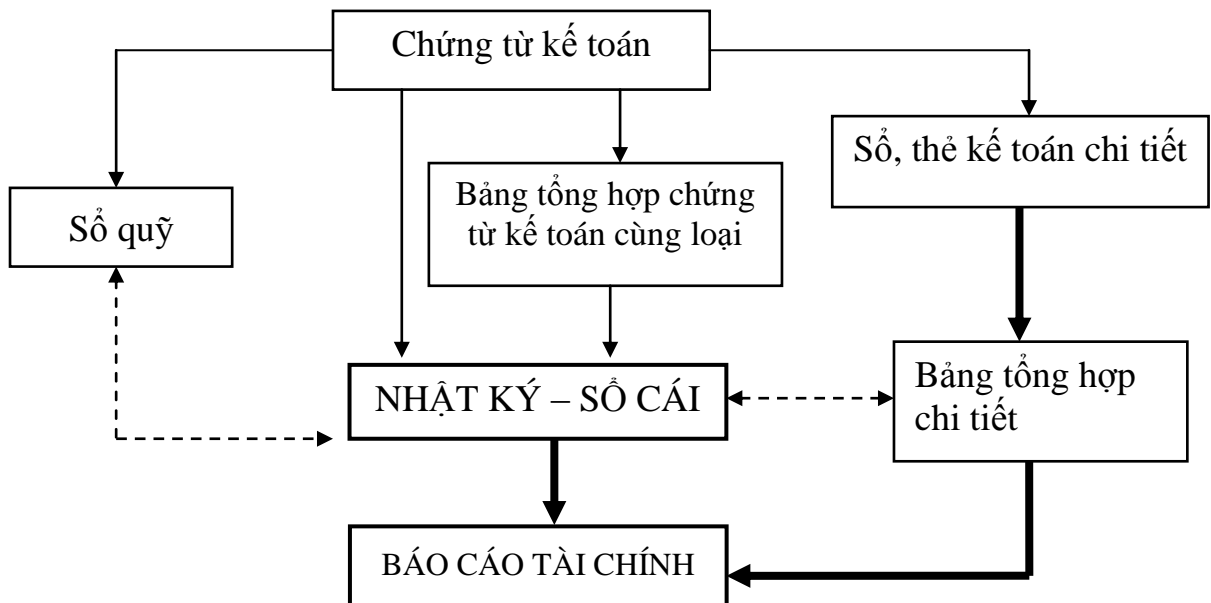 Chứng từ kế toán
Sổ, thẻ kế toán chi tiết
Bảng tổng hợp chứng
từ kế toán cùng loại
Sổ quỹ
NHẬT KÝ – SỔ CÁI
Bảng tổng hợp
chi tiết
BÁO CÁO TÀI CHÍNH